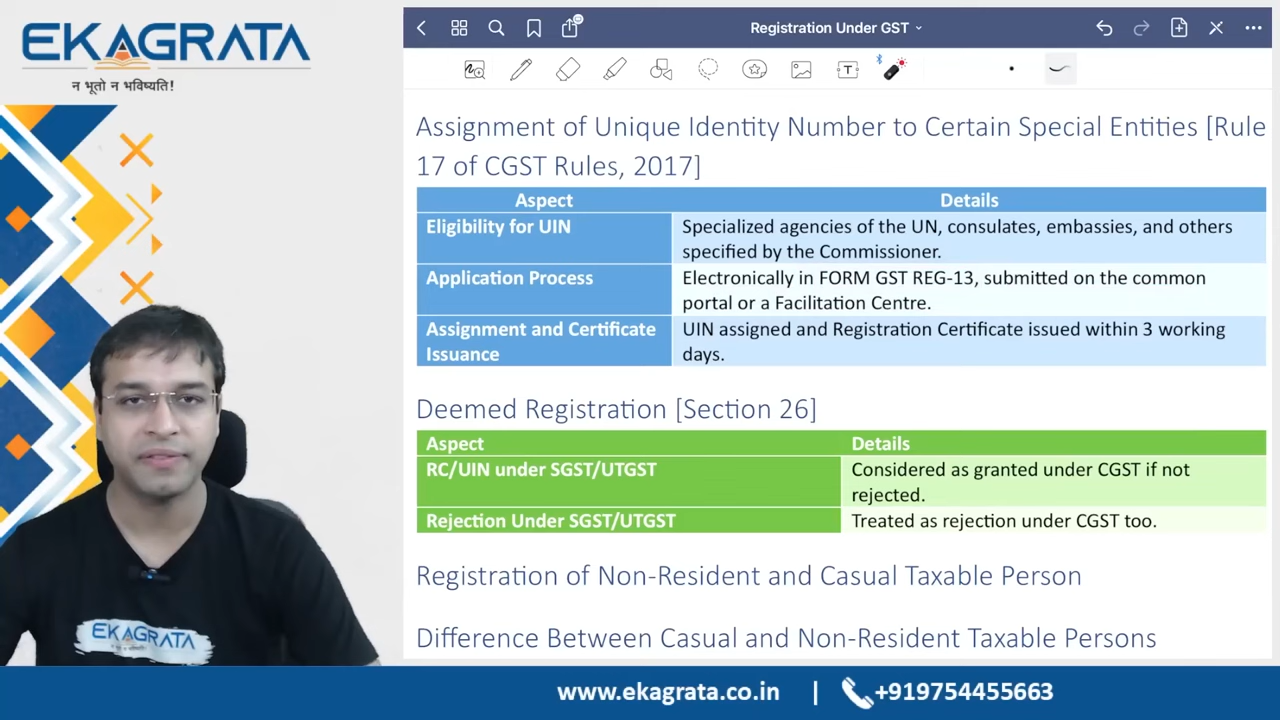 EKAGRATA
न भूतो न भविष्यति!
Registration Under GST
Assignment of Unique Identity Number to Certain Special Entities [Rule
17 of CGST Rules, 2017]
Aspect Details
Eligibility for UIN Specialized agencies of the UN, consulates, embassies, and others
specified by the Commissioner.
Application Process Electronically in FORM GST REG-13, submitted on the common
portal or a Facilitation Centre.
Assignment and Certificate UIN assigned and Registration Certificate issued within 3 working
Issuance days.
Deemed Registration [Section 26]
Aspect Details
RC/UIN under SGST/UTGST Considered as granted under CGST if not
rejected.
Rejection Under SGST/UTGST Treated as rejection under CGST too.
Registration of Non-Resident and Casual Taxable Person
Difference Between Casual and Non-Resident Taxable Persons
EKAGRATA
www.ekagrata.co.in | +919754455663